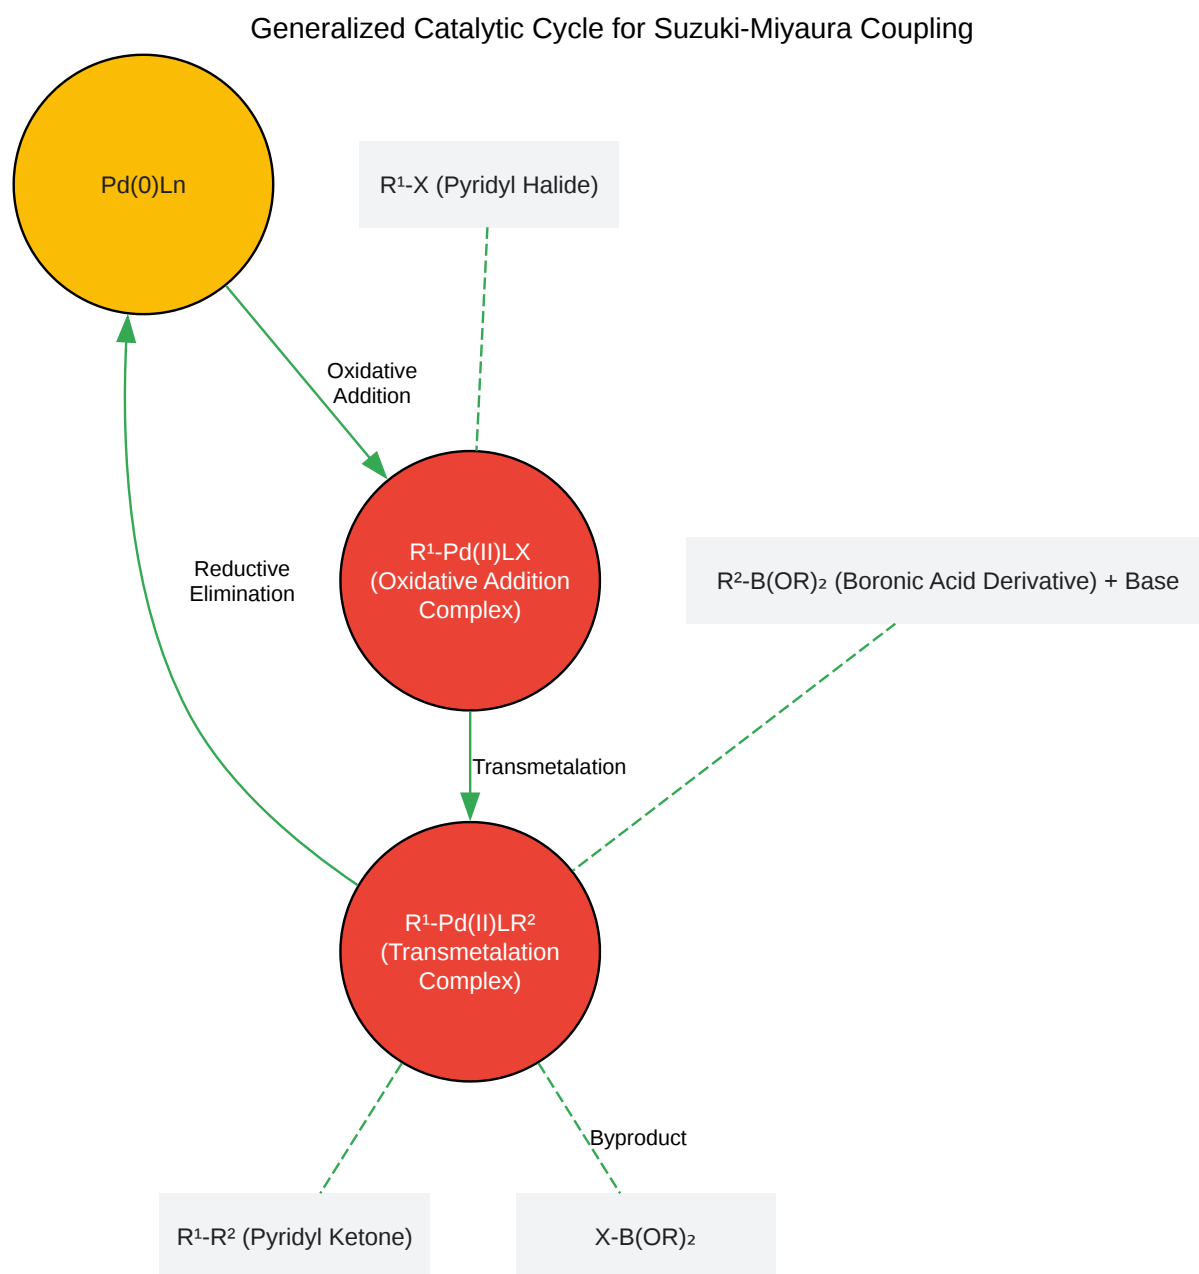 Generalized Catalytic Cycle for Suzuki-Miyaura Coupling
Pd(0)Ln
R¹-X (Pyridyl Halide)
Oxidative
Addition
R¹-Pd(II)LX
(Oxidative Addition
Complex)
Reductive
Elimination
R²-B(OR)₂ (Boronic Acid Derivative) + Base
Transmetalation
R¹-Pd(II)LR²
(Transmetalation
Complex)
Byproduct
R¹-R² (Pyridyl Ketone)
X-B(OR)₂